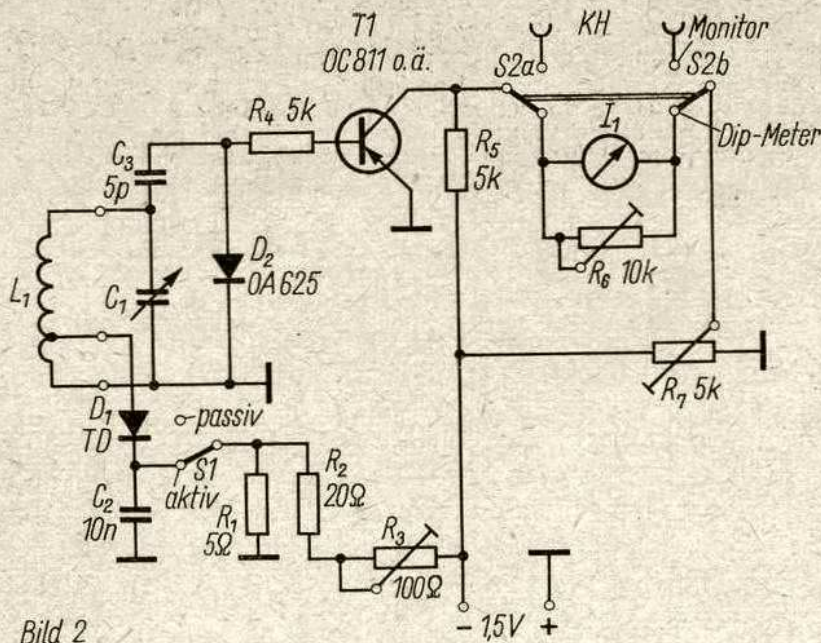 T1
OC811 o.ä.
KH
Monitor
S2a
S2b
Dip-Meter
I₁
R₄ 5k
R₅
5k
C₃
5p
D₂
OA625
R₆ 10k
L₁
C₁
R₇ 5k
D₁
TD
passiv
S1
aktiv
R₂
20Ω
C₂
10n
R₁
5Ω
R₃
100Ω
- 1,5V +
Bild 2